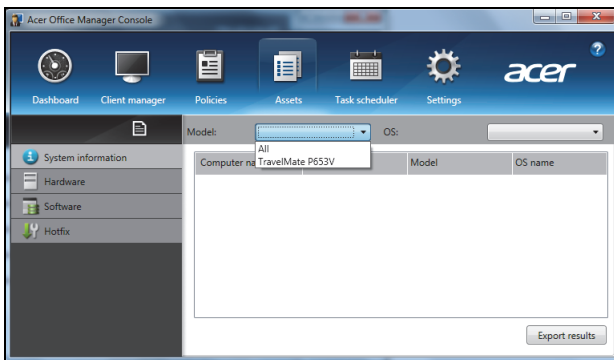 Acer Office Manager Console
?
acer
Dashboard
Client manager
Policies
Assets
Task scheduler
Settings
Model:
OS:
All
TravelMate P653V
System information
Hardware
Software
Hotfix
Computer na
Model
OS name
Export results